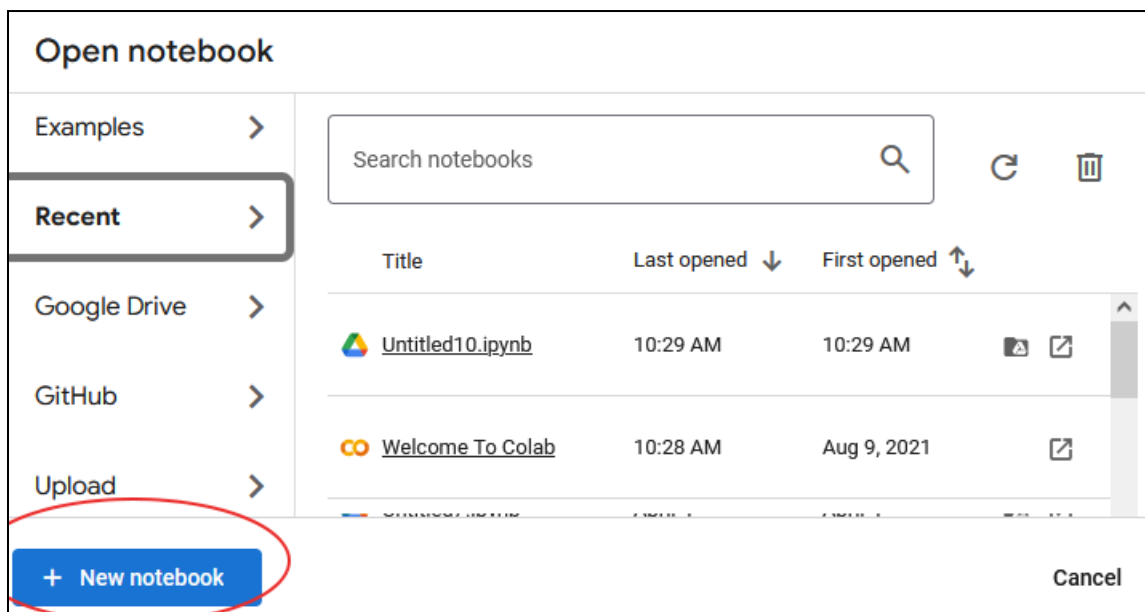 Open notebook
Examples
Recent
Google Drive
GitHub
Upload
+ New notebook
Search notebooks
Title Last opened First opened
Untitled10.ipynb 10:29 AM 10:29 AM
Welcome To Colab 10:28 AM Aug 9, 2021
Cancel